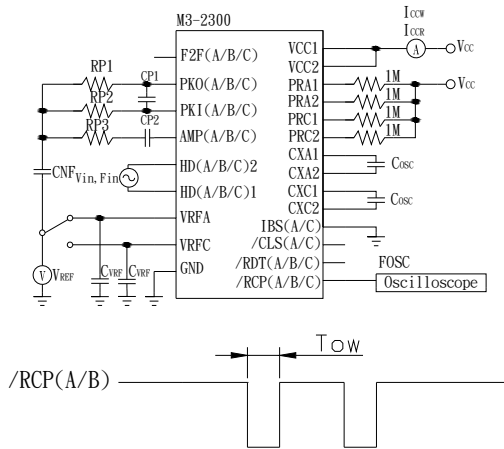 M3-2300
ICCW
ICCR
A
VCC
F2F(A/B/C)
VCC1
VCC2
RP1
CP1
PKO(A/B/C)
PRA1
1M
VCC
RP2
PKI(A/B/C)
PRA2
1M
RP3
CP2
AMP(A/B/C)
PRC1
1M
PRC2
1M
CNF
Vin,Fin
HD(A/B/C)2
HD(A/B/C)1
CXA1
CXA2
COSC
CXC1
CXC2
COSC
VRFA
IBS(A/C)
VRFC
/CLS(A/C)
V
VREF
CVRF
CVRF
GND
/RDT(A/B/C)
/RCP(A/B/C)
FOSC
Oscilloscope
TOW
/RCP(A/B)